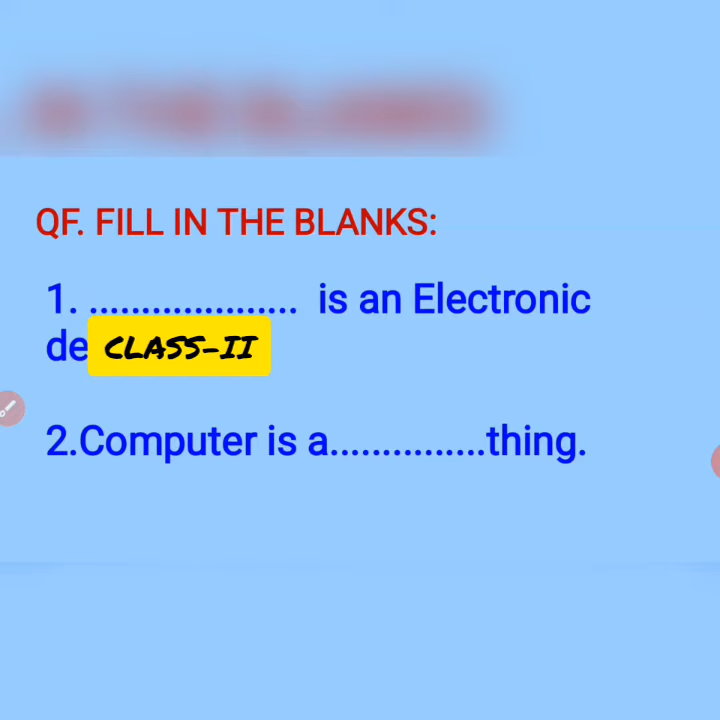 QF. FILL IN THE BLANKS:
1. .................... is an Electronic
de
CLASS-II
2.Computer is a...............thing.